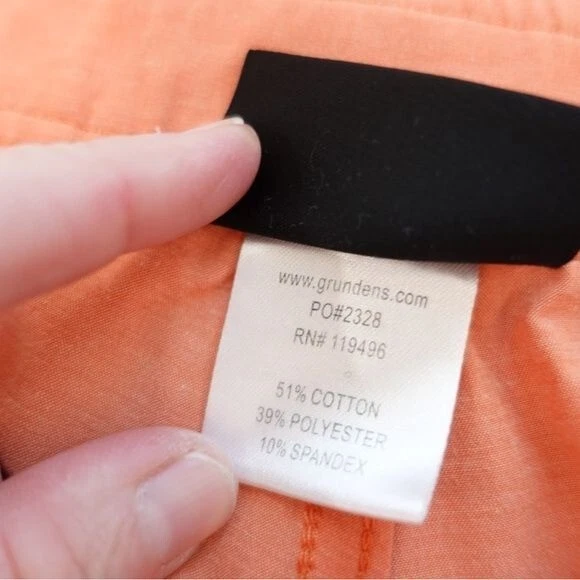 www.grundens.com
PO#2328
RN# 119496
51% COTTON
39% POLYESTER
10% SPANDEX